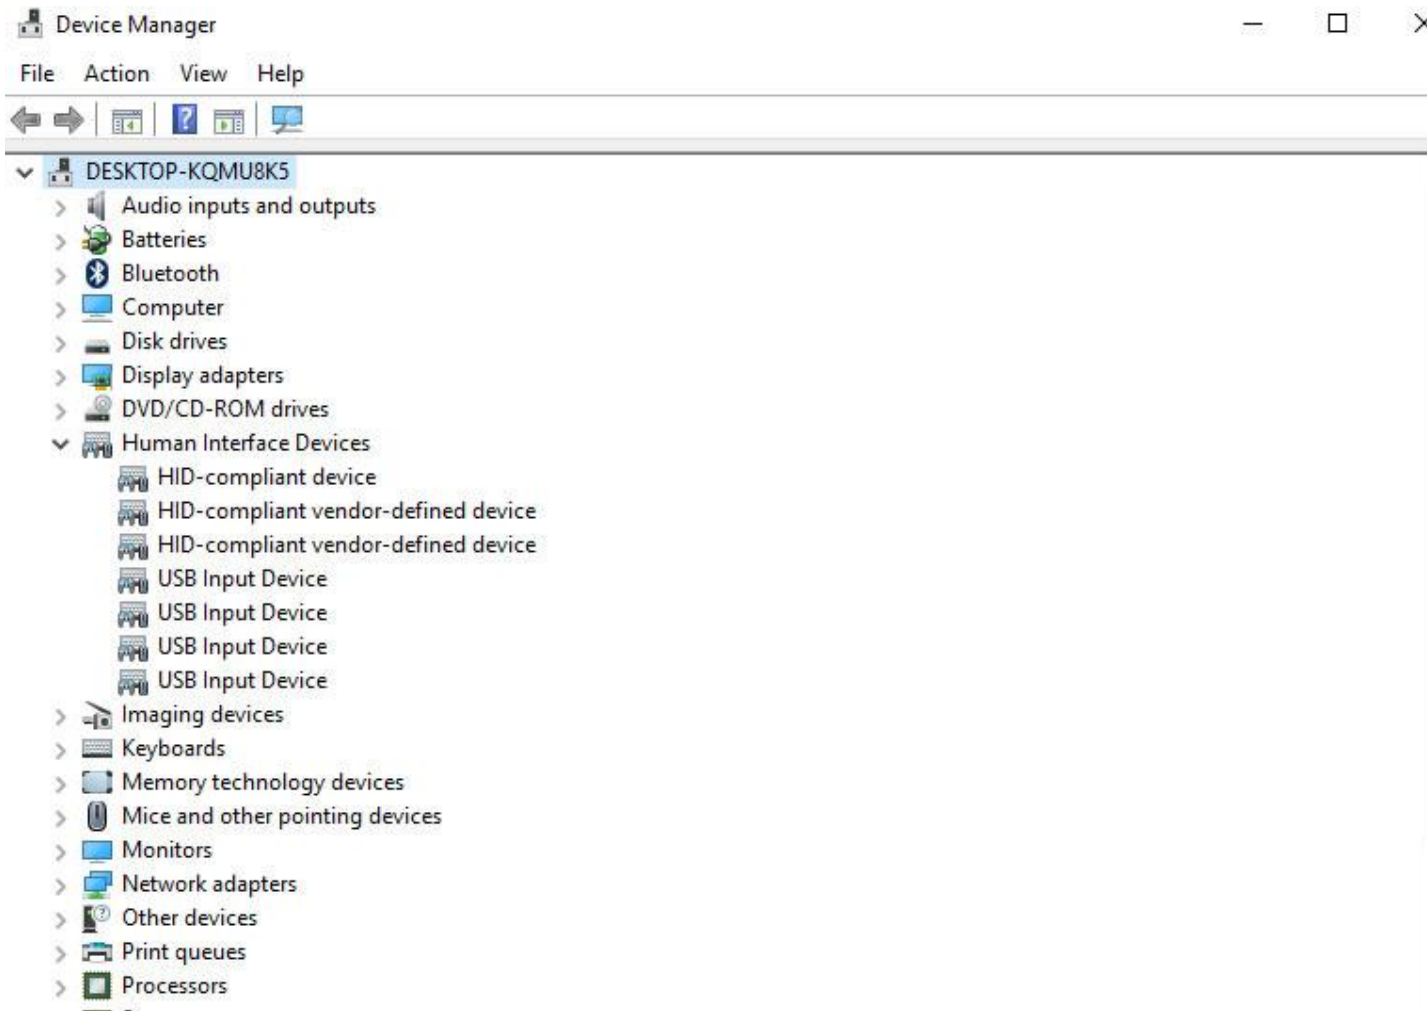 Device Manager
File Action View Help
DESKTOP-KQMU8K5
Audio inputs and outputs
Batteries
Bluetooth
Computer
Disk drives
Display adapters
DVD/CD-ROM drives
Human Interface Devices
HID-compliant device
HID-compliant vendor-defined device
HID-compliant vendor-defined device
USB Input Device
USB Input Device
USB Input Device
USB Input Device
Imaging devices
Keyboards
Memory technology devices
Mice and other pointing devices
Monitors
Network adapters
Other devices
Print queues
Processors